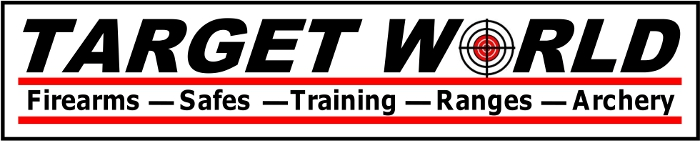 TARGET WORLD
Firearms — Safes — Training — Ranges — Archery